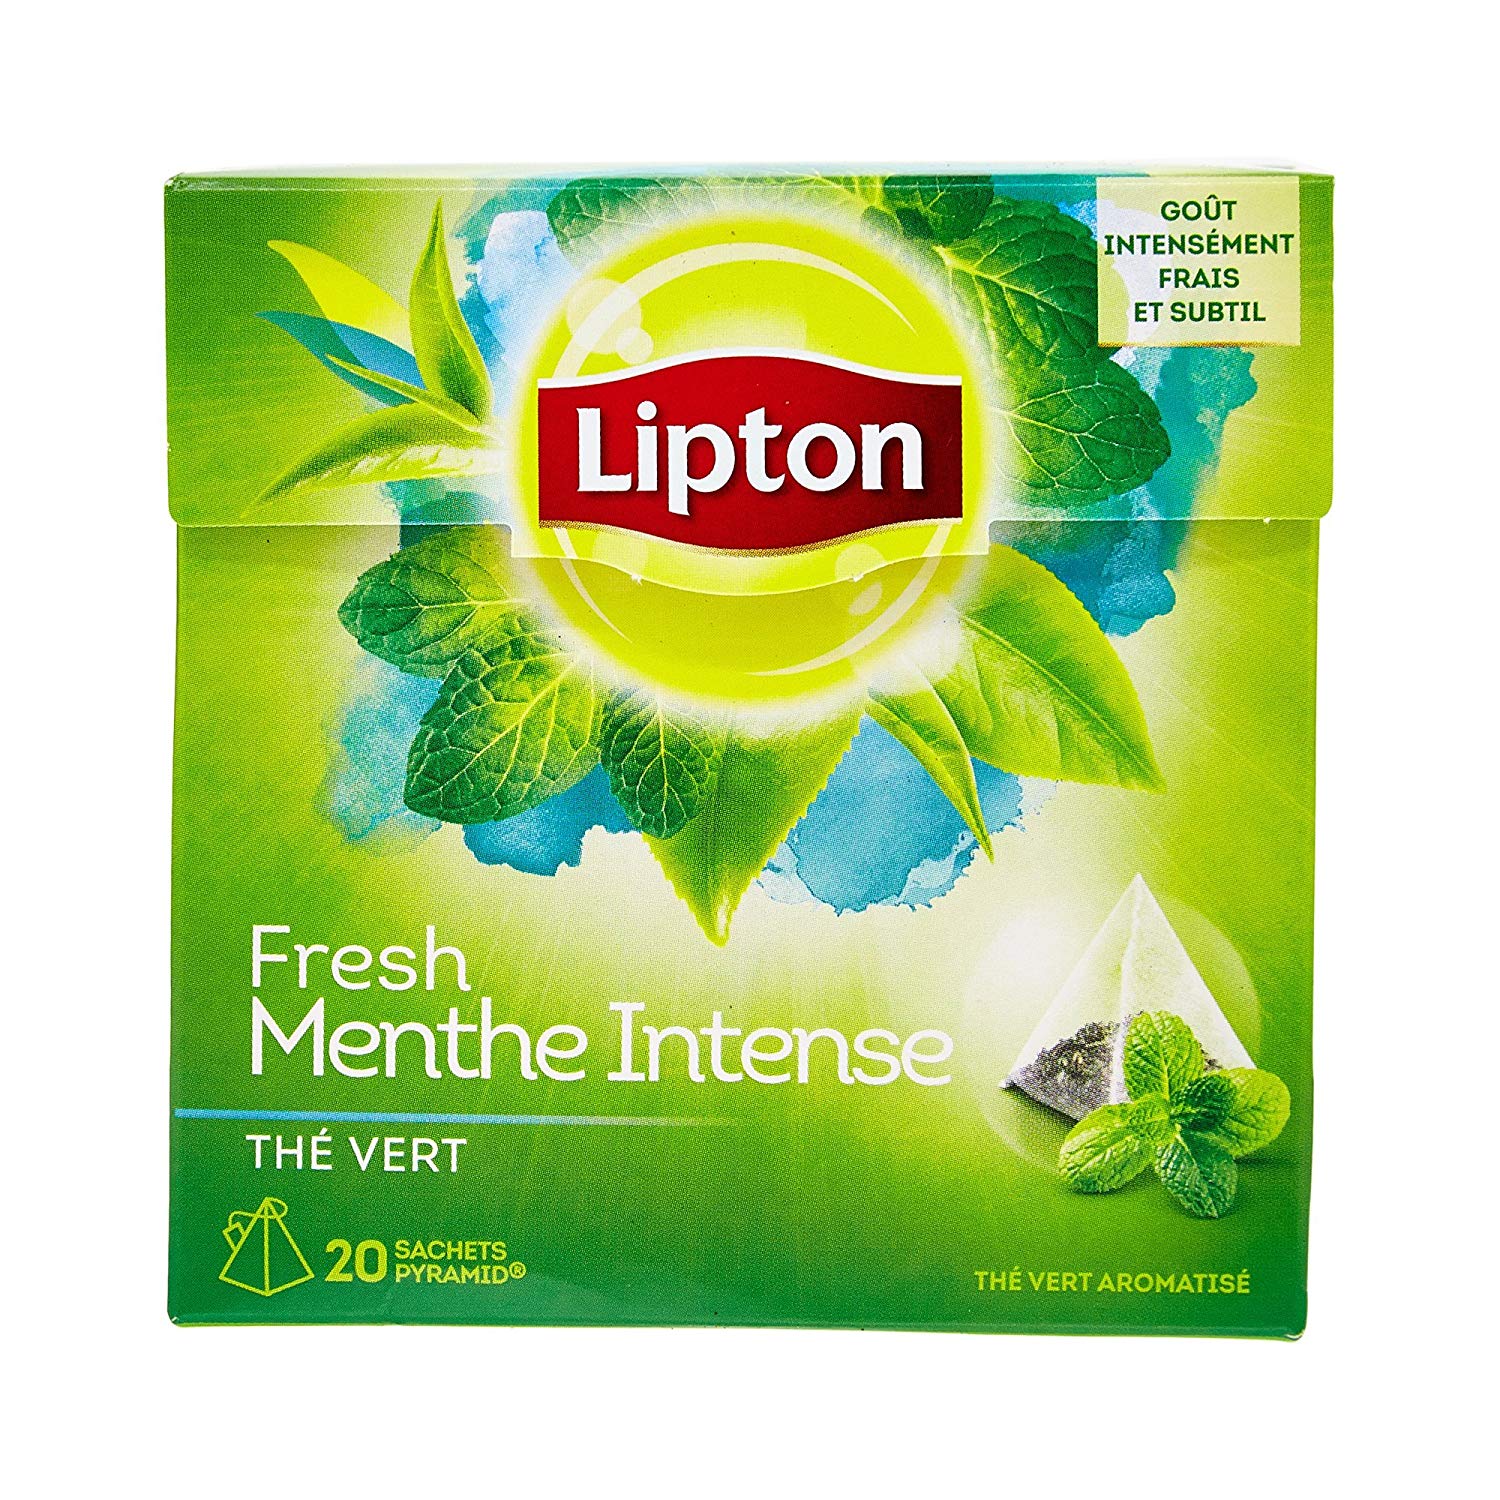 GOÛT
INTENSÉMENT
FRAIS
ET SUBTIL
Lipton
Fresh
Menthe Intense
THÉ VERT
20 SACHETS
PYRAMID®
THÉ VERT AROMATISÉ